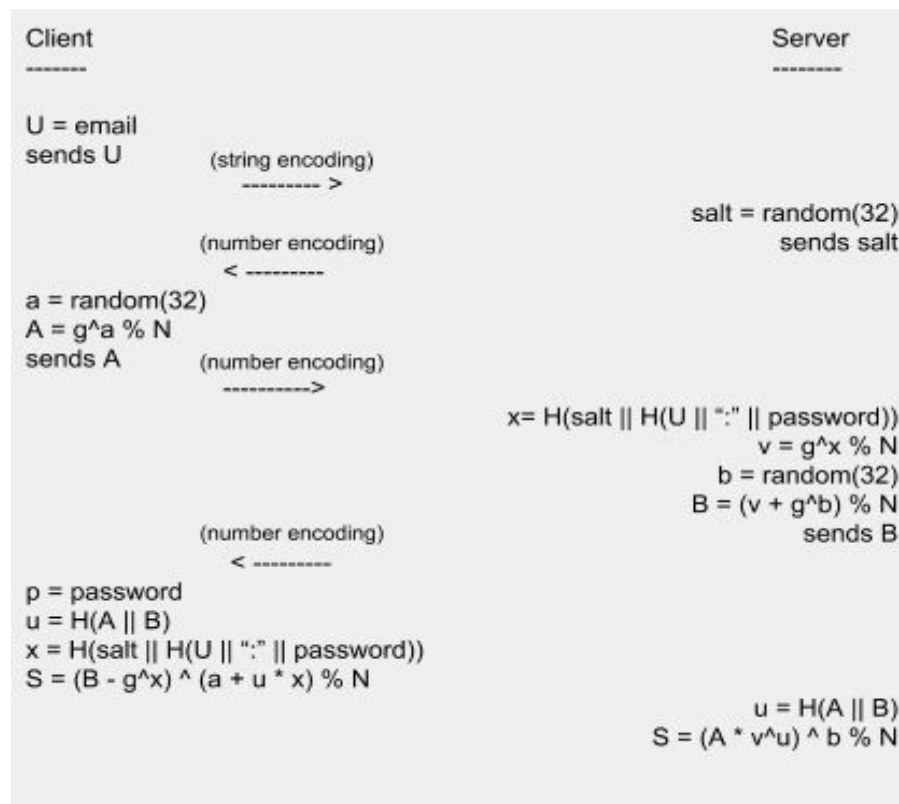 Client Server
------- --------
U = email
sends U (string encoding)
--------- >
salt = random(32)
(number encoding) sends salt
< ---------
a = random(32)
A = g^a % N
sends A (number encoding)
---------->
x= H(salt || H(U || “:” || password))
v = g^x % N
b = random(32)
B = (v + g^b) % N
(number encoding) sends B
< ---------
p = password
u = H(A || B)
x = H(salt || H(U || “:” || password))
S = (B - g^x) ^ (a + u * x) % N
u = H(A || B)
S = (A * v^u) ^ b % N